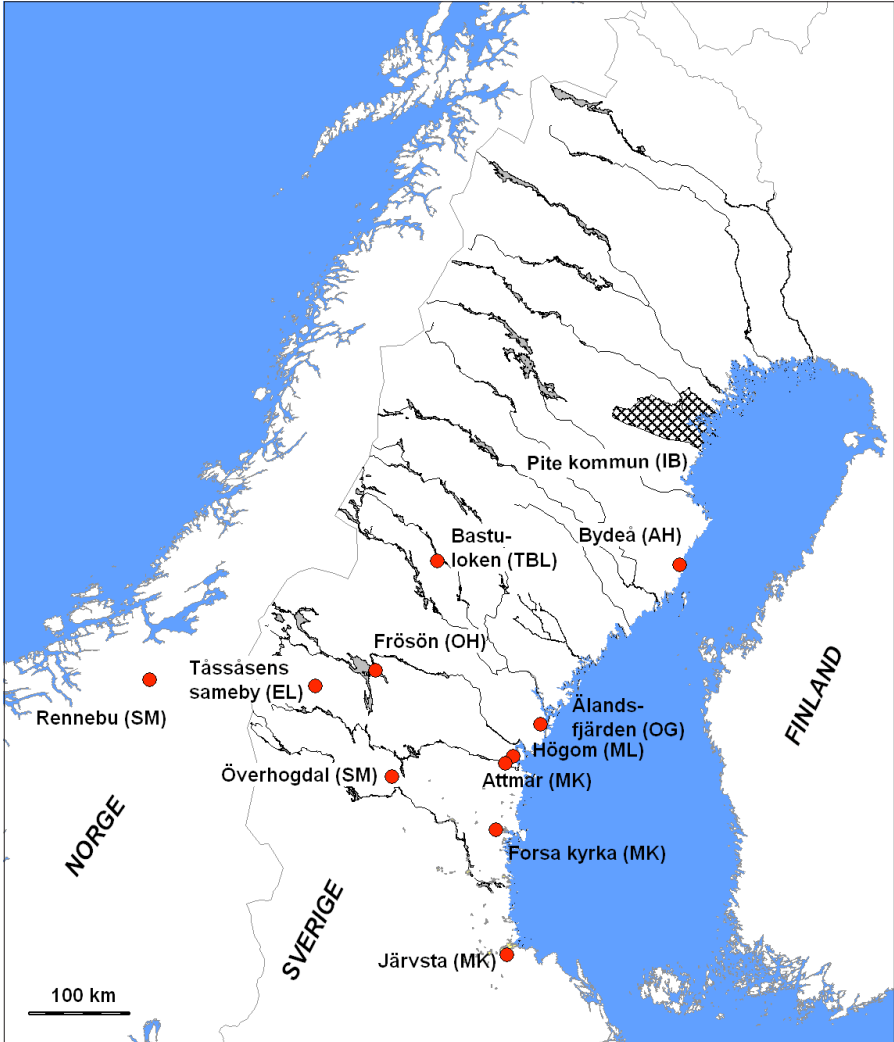 Pite kommun (IB)
Bastu-
loken (TBL)
Bydeå (AH)
Frösön (OH)
Tåssåsens
sameby (EL)
Rennebu (SM)
Älands-
fjärden (OG)
Högom (ML)
Överhogdal (SM)
Attmar (MK)
Forsa kyrka (MK)
Järvsta (MK)
NORGE
SVERIGE
FINLAND
100 km